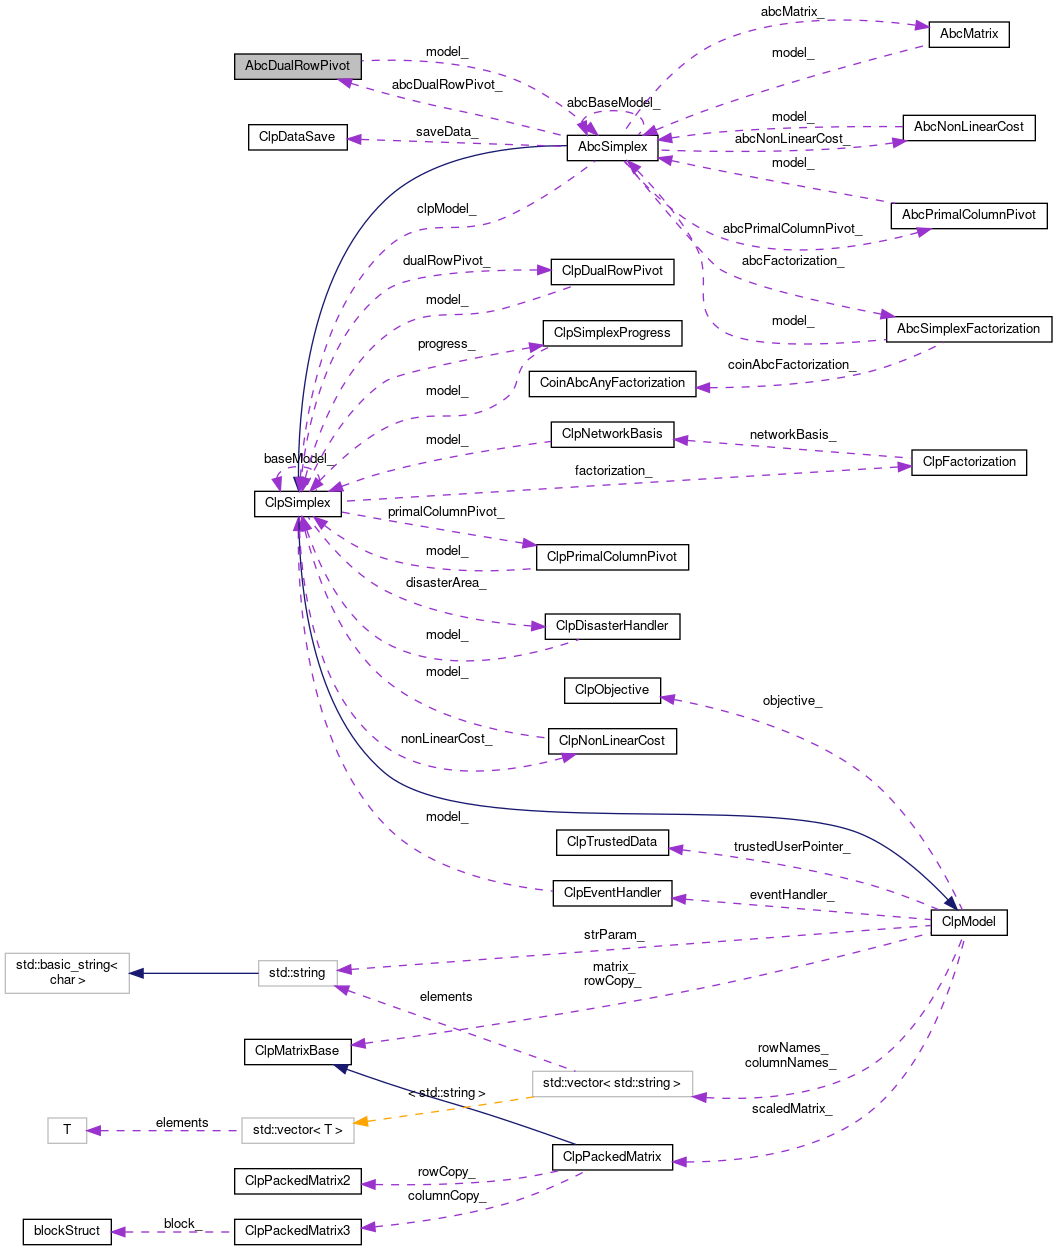 abcMatrix_
AbcMatrix
model_
AbcDualRowPivot
model_
abcDualRowPivot_
abcBaseModel_
model_
AbcNonLinearCost
saveData_
ClpDataSave
abcNonLinearCost_
AbcSimplex
model_
clpModel_
AbcPrimalColumnPivot
abcPrimalColumnPivot_
dualRowPivot_
abcFactorization_
ClpDualRowPivot
model_
model_
AbcSimplexFactorization
ClpSimplexProgress
progress_
coinAbcFactorization_
CoinAbcAnyFactorization
model_
ClpNetworkBasis
networkBasis_
model_
baseModel_
ClpFactorization
factorization_
ClpSimplex
primalColumnPivot_
model_
ClpPrimalColumnPivot
disasterArea_
ClpDisasterHandler
model_
model_
ClpObjective
objective_
nonLinearCost_
ClpNonLinearCost
model_
ClpTrustedData
trustedUserPointer_
ClpEventHandler
eventHandler_
ClpModel
strParam_
std::basic_string<
char >
std::string
matrix_
rowCopy_
elements
ClpMatrixBase
rowNames_
columnNames_
std::vector< std::string >
< std::string >
scaledMatrix_
T
elements
std::vector< T >
ClpPackedMatrix
rowCopy_
ClpPackedMatrix2
columnCopy_
block_
blockStruct
ClpPackedMatrix3